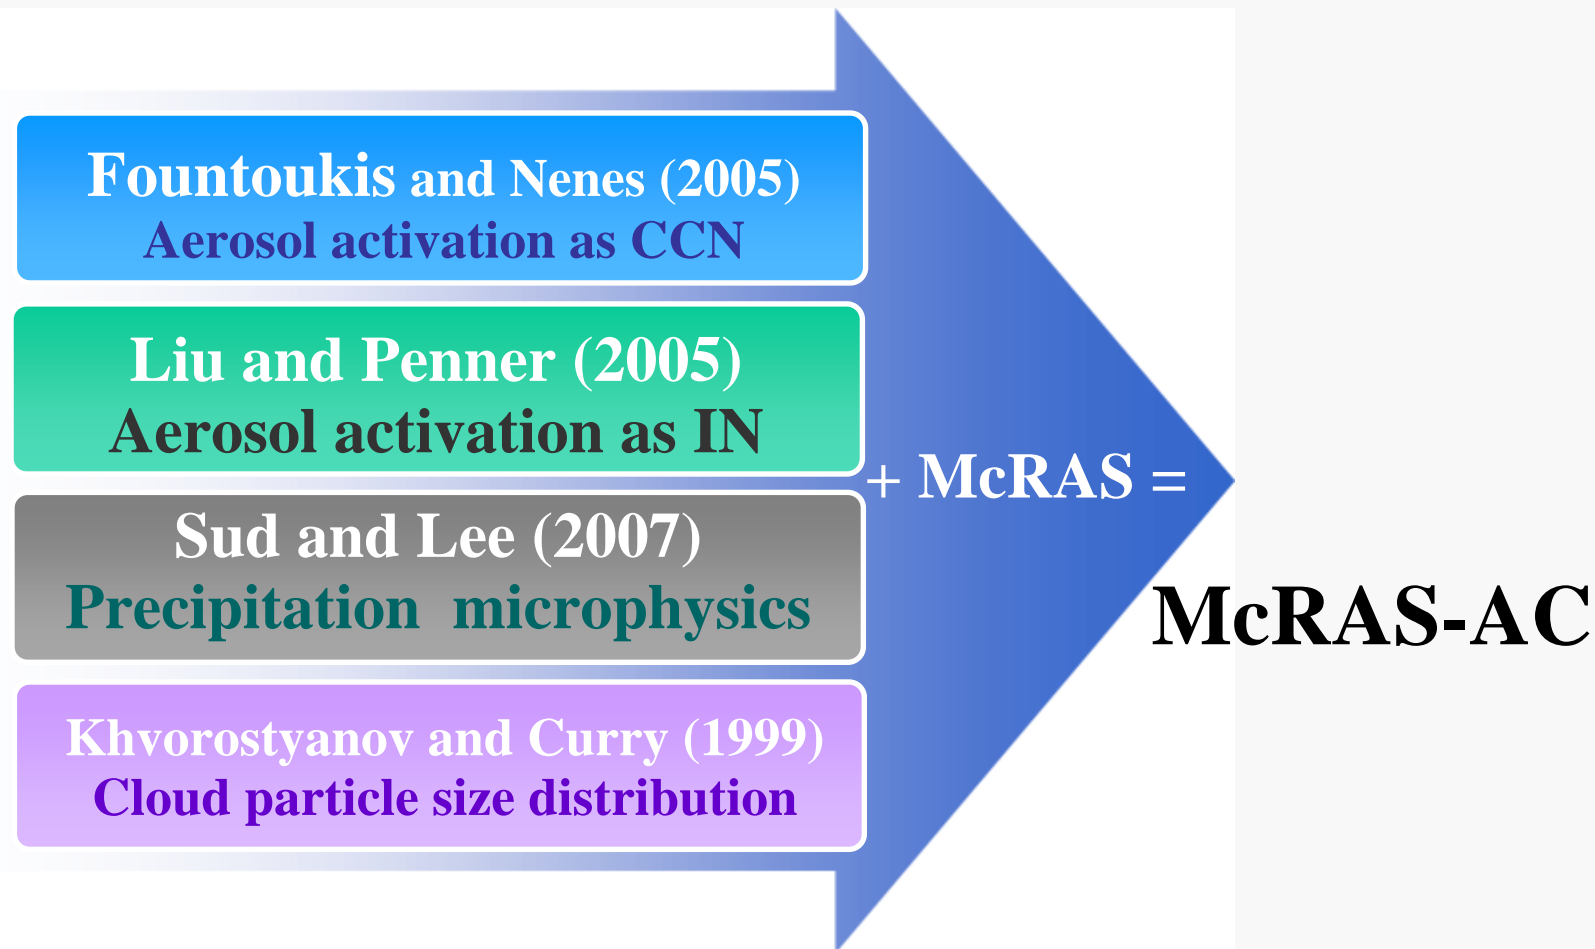 Fountoukis and Nenes (2005)
Aerosol activation as CCN
Liu and Penner (2005)
Aerosol activation as IN
Sud and Lee (2007)
Precipitation microphysics
Khvorostyanov and Curry (1999)
Cloud particle size distribution
+ McRAS =
McRAS-AC